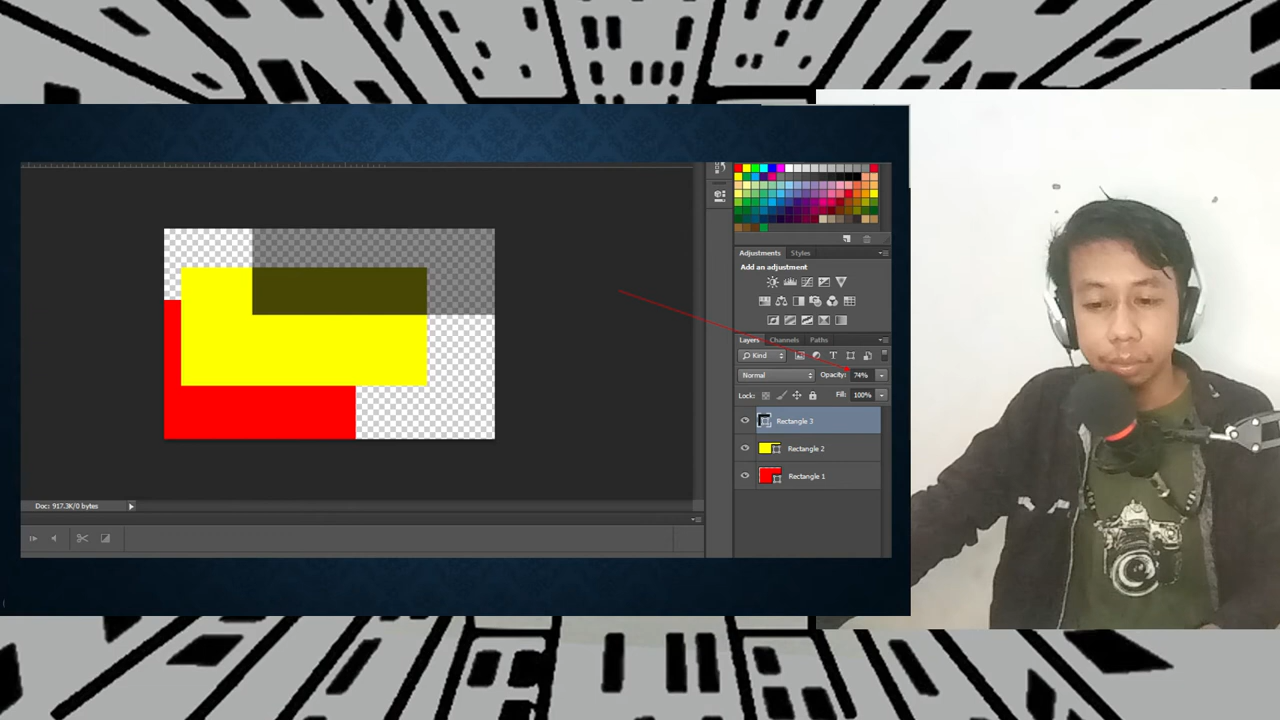 Adjustments Styles
Add an adjustment
Layers Channels Paths
Kind
Normal Opacity: 74%
Lock: Fill: 100%
Rectangle 3
Rectangle 2
Rectangle 1
Doc: 917.3K/0 bytes